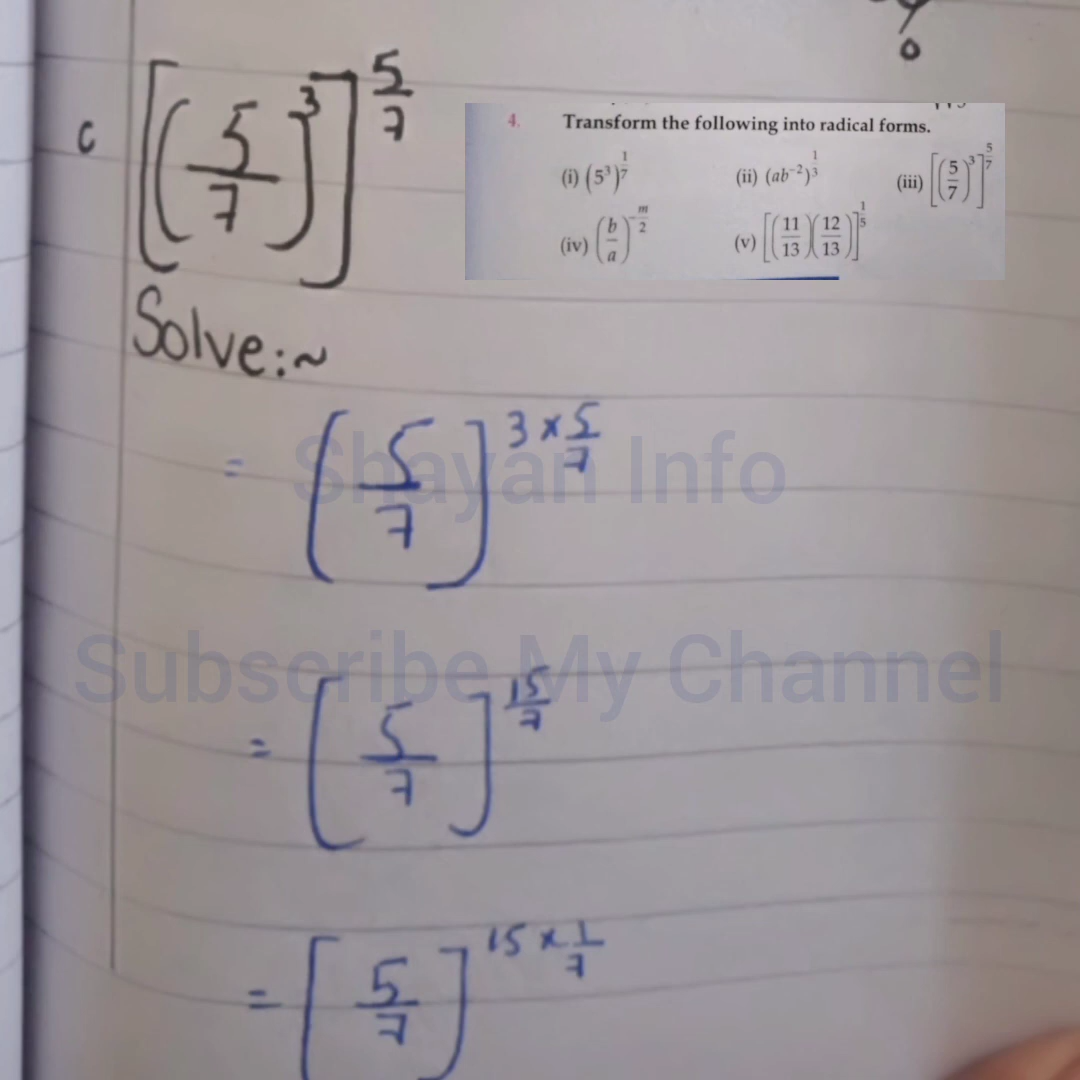 c [(5/7)^3]^(5/7)
4. Transform the following into radical forms.
(i) (5^3)^(1/7) (ii) (ab^-2)^(1/3) (iii) [(5/7)^3]^(5/7)
(iv) (b/a)^(-m/2) (v) [(11/13)(12/13)]^(1/5)
Solve:~
= [5/7]^(3 × 5/7)
Shayan Info
Subscribe My Channel
= [5/7]^(15/7)
= [5/7]^(15 × 1/7)